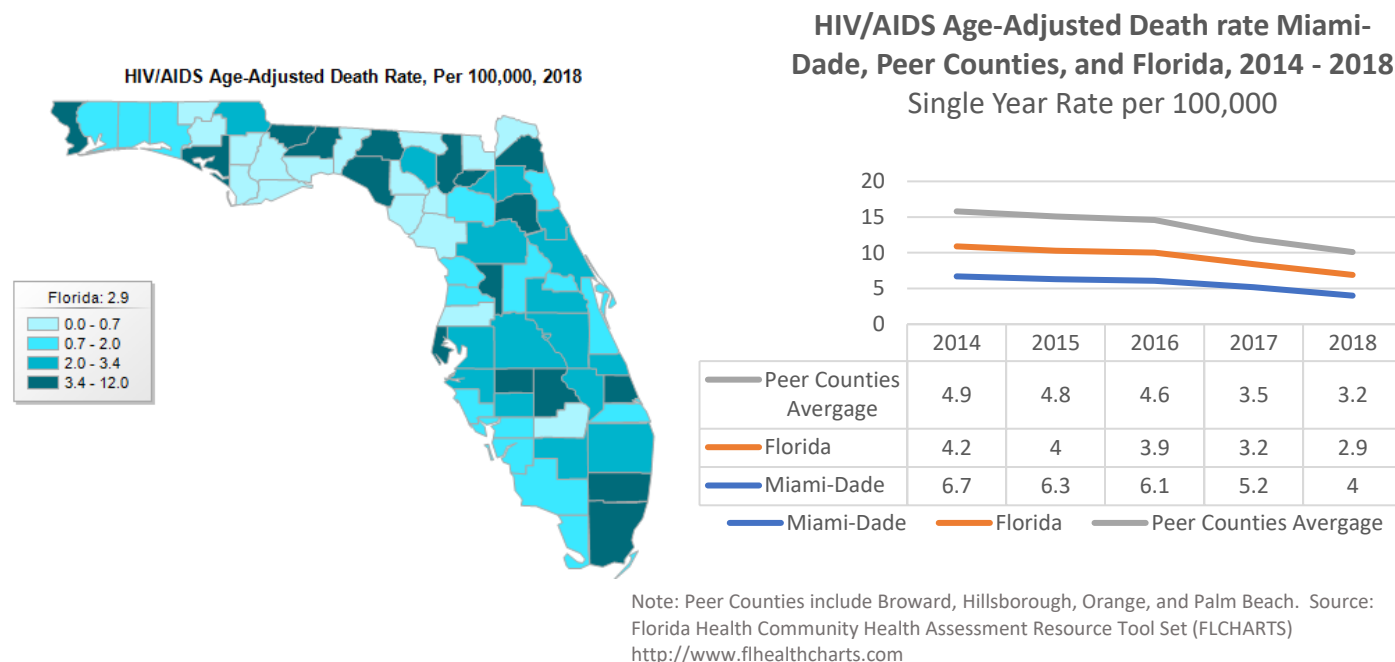 HIV/AIDS Age-Adjusted Death Rate, Per 100,000, 2018
Florida: 2.9
0.0 - 0.7
0.7 - 2.0
2.0 - 3.4
3.4 - 12.0
HIV/AIDS Age-Adjusted Death rate Miami-
Dade, Peer Counties, and Florida, 2014 - 2018
Single Year Rate per 100,000
20
15
10
5
0
2014 2015 2016 2017 2018
Peer Counties
Avergage
4.9 4.8 4.6 3.5 3.2
Florida 4.2 4 3.9 3.2 2.9
Miami-Dade 6.7 6.3 6.1 5.2 4
Miami-Dade Florida Peer Counties Avergage
Note: Peer Counties include Broward, Hillsborough, Orange, and Palm Beach. Source:
Florida Health Community Health Assessment Resource Tool Set (FLCHARTS)
http://www.flhealthcharts.com